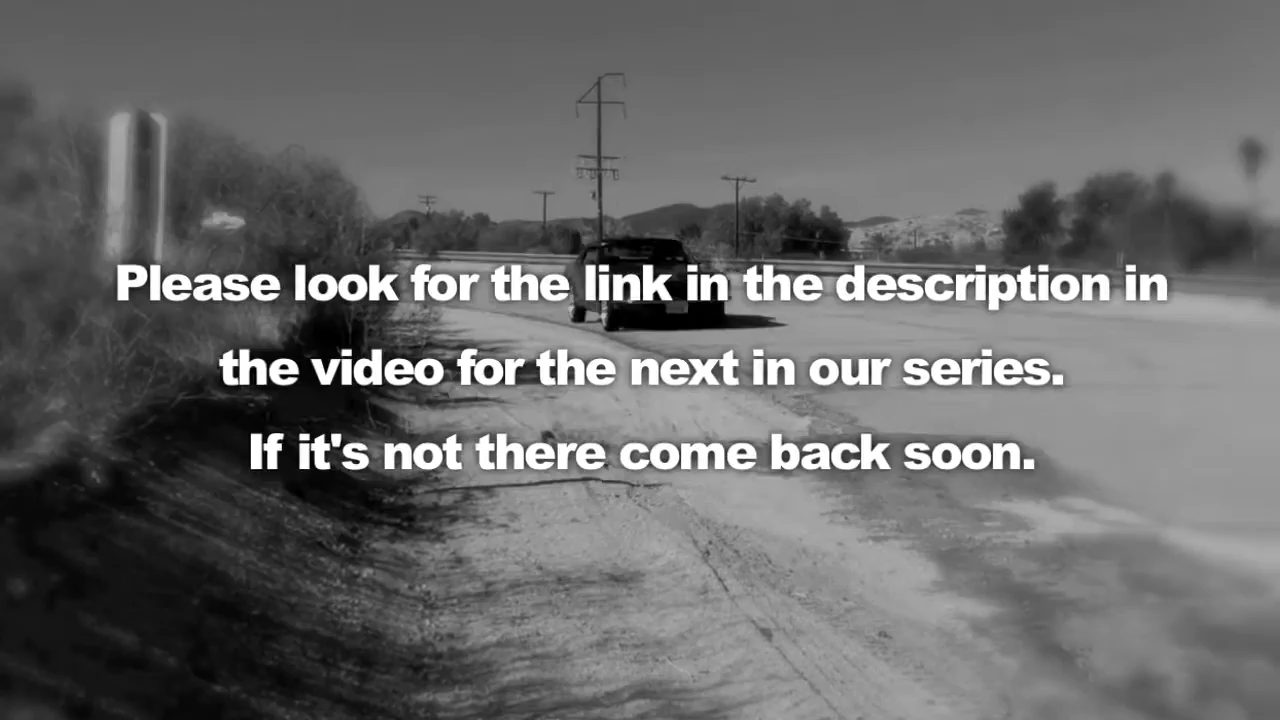 Please look for the link in the description in
the video for the next in our series.
If it's not there come back soon.